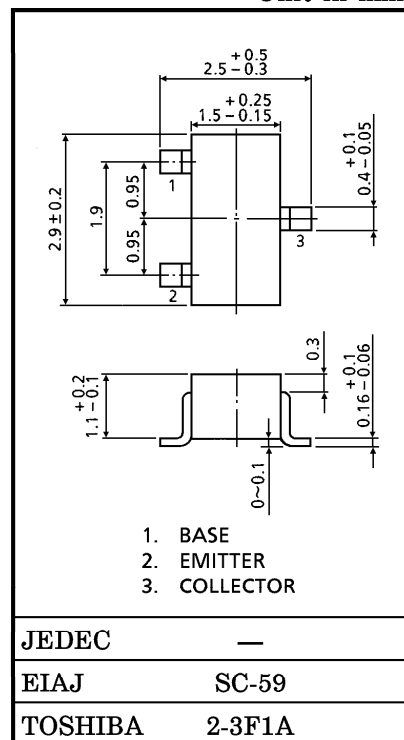 +0.5
2.5 – 0.3
+0.25
1.5 – 0.15
2.9 ± 0.2
1.9
0.95
0.95
1
2
3
+0.1
0.4 – 0.05
+0.2
1.1 – 0.1
0.3
+0.1
0.16 – 0.06
0~0.1
1. BASE
2. EMITTER
3. COLLECTOR
JEDEC —
EIAJ SC-59
TOSHIBA 2-3F1A